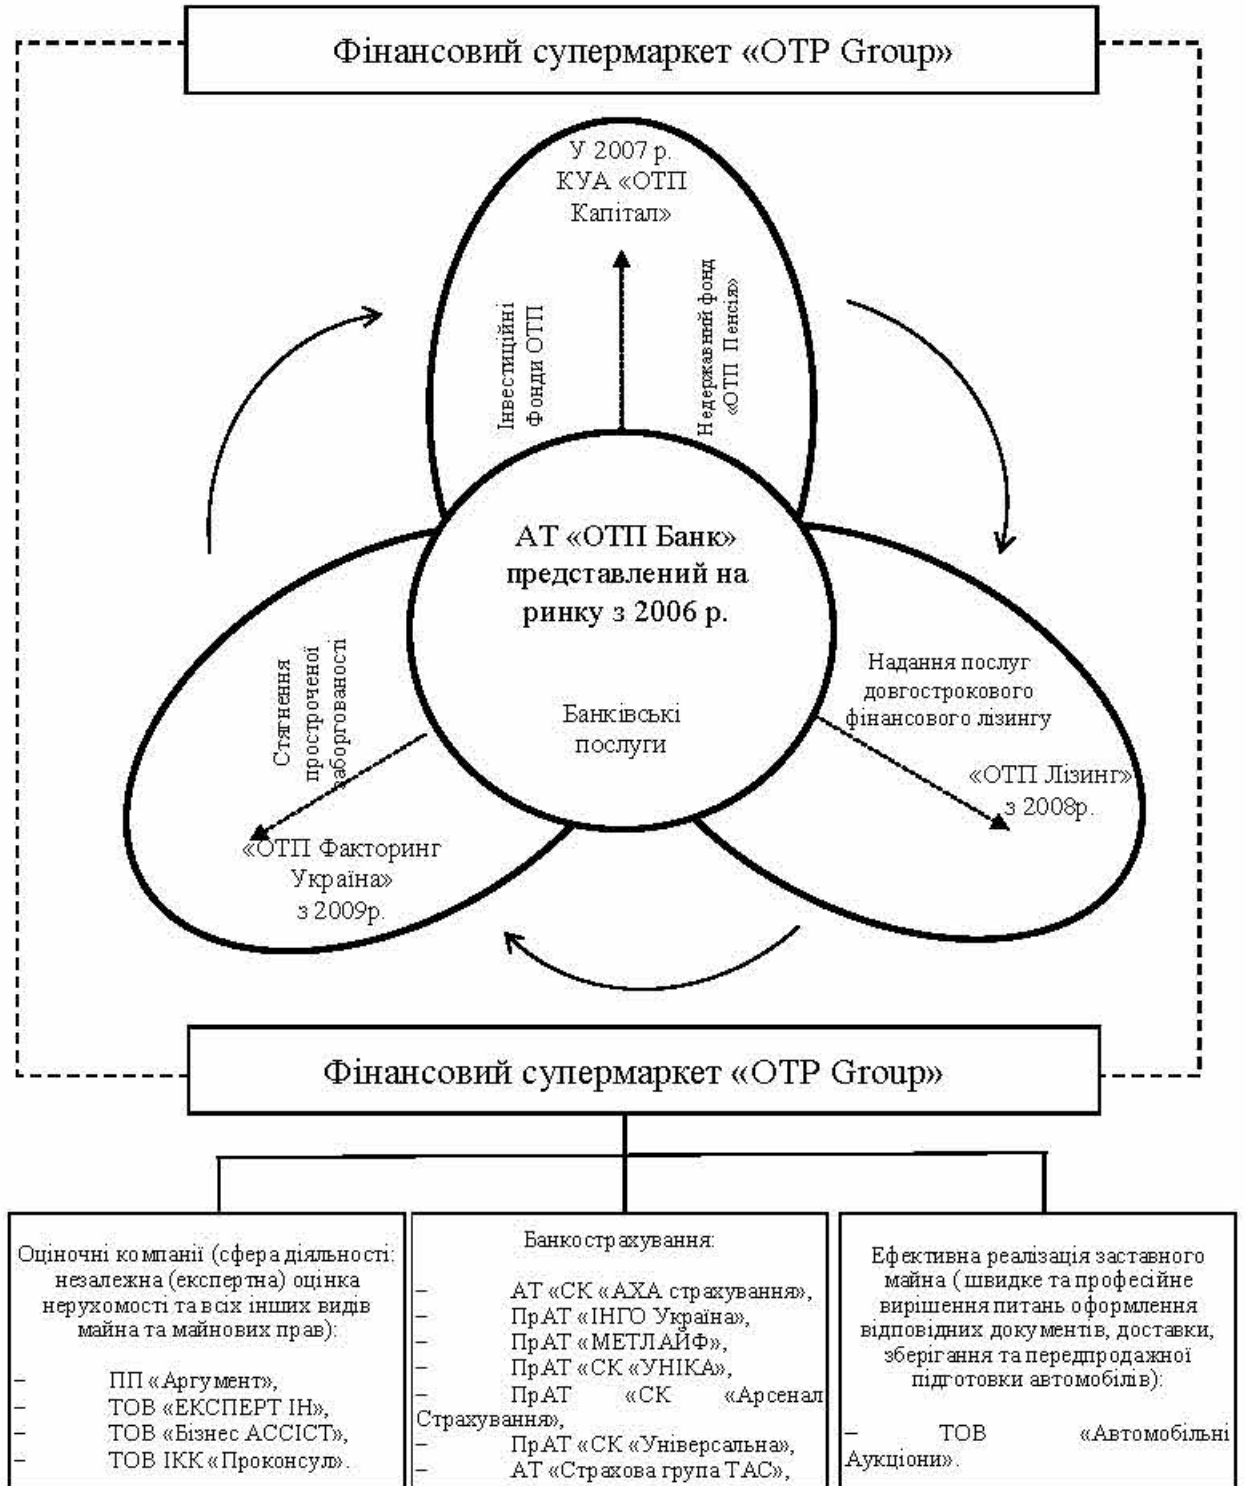 Фінансовий супермаркет «OTP Group»
У 2007 р.
КУА «ОТП
Капітал»
Інвестиційні
Фонди ОТП
Недержавний фонд
«ОТП Пенсія»
АТ «ОТП Банк»
представлений на
ринку з 2006 р.
Банківські
послуги
Стягнення
простроченої
заборгованості
«ОТП Факторинг
Україна»
з 2009р.
Надання послуг
довгострокового
фінансового лізингу
«ОТП Лізинг»
з 2008р.
Фінансовий супермаркет «OTP Group»
Оціночні компанії (сфера діяльності:
незалежна (експертна) оцінка
нерухомості та всіх інших видів
майна та майнових прав):
– ПП «Аргумент»,
– ТОВ «ЕКСПЕРТ ІН»,
– ТОВ «Бізнес АССІСТ»,
– ТОВ ІКК «Проконсул».
Банкострахування:
– АТ «СК «АХА страхування»,
– ПрАТ «ІНГО Україна»,
– ПрАТ «МЕТЛАЙФ»,
– ПрАТ «СК «УНІКА»,
– ПрАТ «СК «Арсенал
Страхування»,
– ПрАТ «СК «Універсальна»,
– АТ «Страхова група ТАС»,
Ефективна реалізація заставного
майна ( швидке та професійне
вирішення питань оформлення
відповідних документів, доставки,
зберігання та передпродажної
підготовки автомобілів):
– ТОВ «Автомобільні
Аукціони».